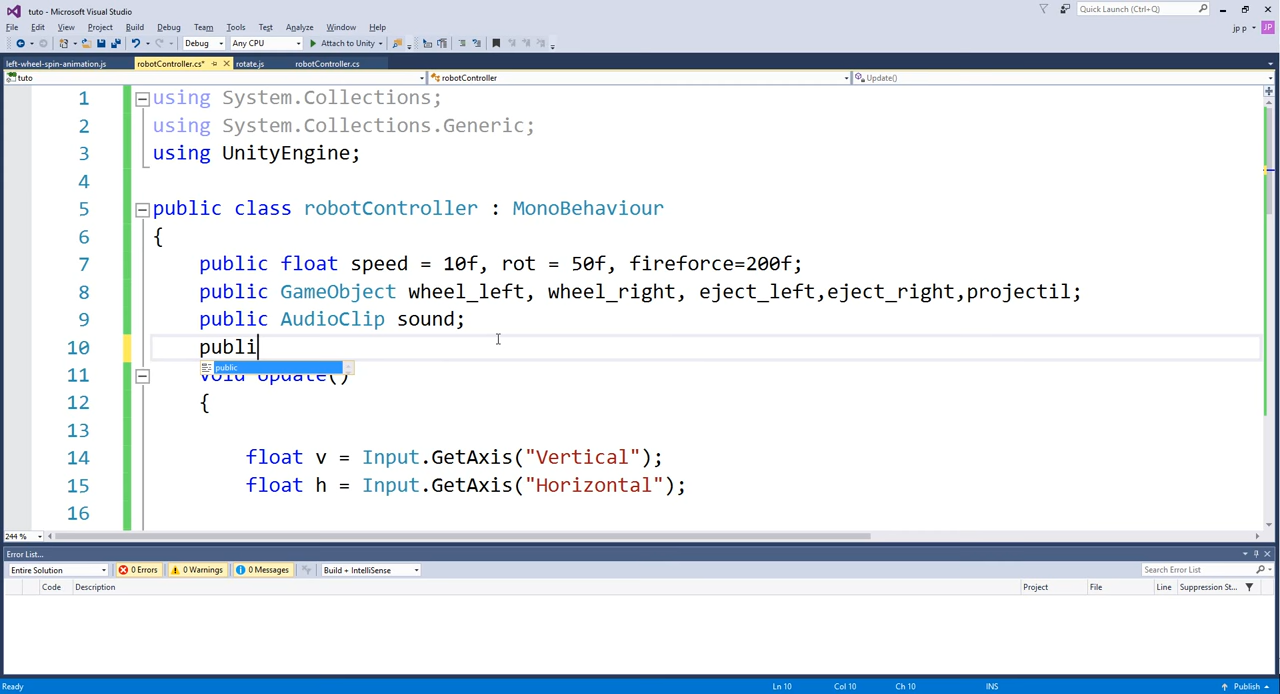 tuto - Microsoft Visual Studio
Quick Launch (Ctrl+Q)
File Edit View Project Build Debug Team Tools Test Analyze Window Help
jp p JP
Debug Any CPU Attach to Unity
left-wheel-spin-animation.js robotController.cs* rotate.js robotController.cs
tuto robotController Update()
1 using System.Collections;
2 using System.Collections.Generic;
3 using UnityEngine;
4
5 public class robotController : MonoBehaviour
6 {
7 public float speed = 10f, rot = 50f, fireforce=200f;
8 public GameObject wheel_left, wheel_right, eject_left,eject_right,projectil;
9 public AudioClip sound;
10 publi
public
11 void Update()
12 {
13
14 float v = Input.GetAxis("Vertical");
15 float h = Input.GetAxis("Horizontal");
16
244 %
Error List...
Entire Solution 0 Errors 0 Warnings 0 Messages Build + IntelliSense Search Error List
Code Description Project File Line Suppression St...
Ready Ln 10 Col 10 Ch 10 INS Publish